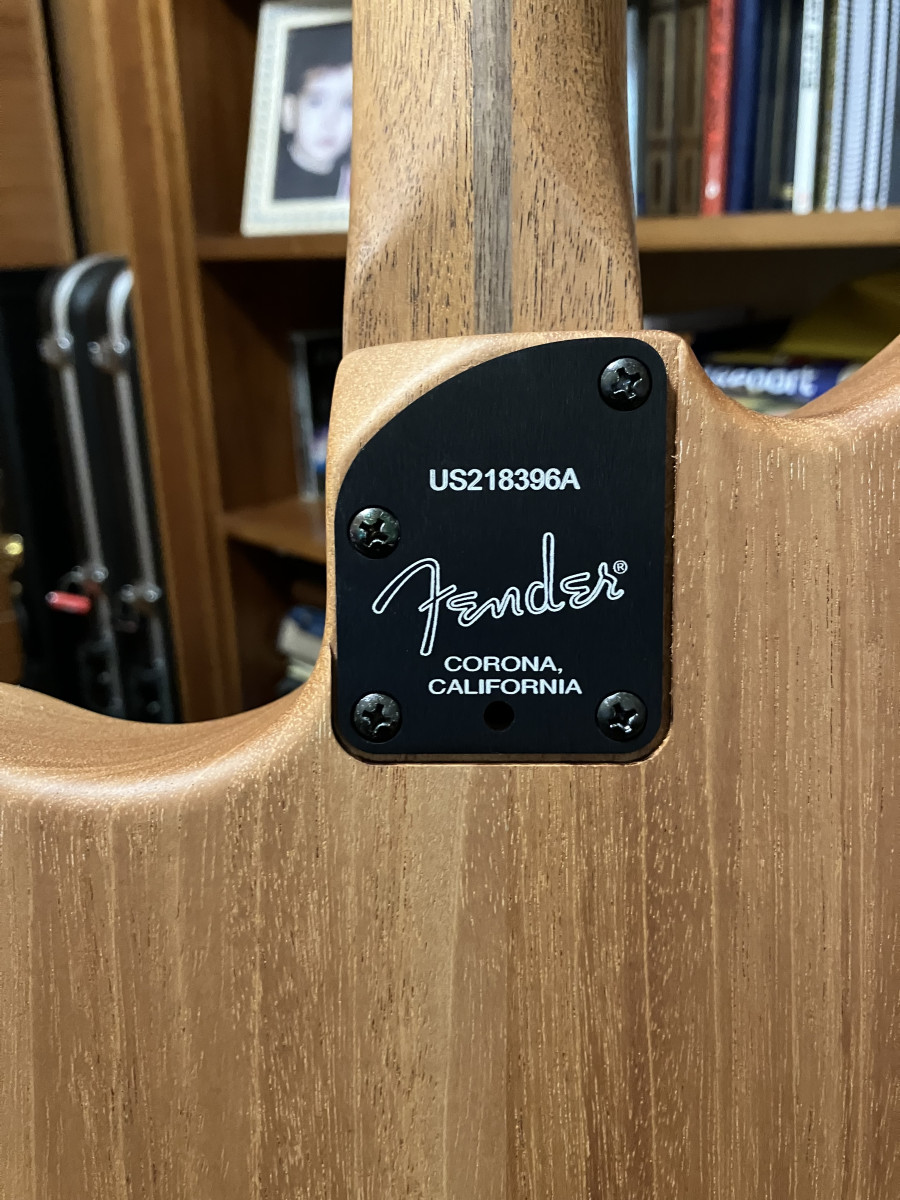 US218396A
Fender®
CORONA,
CALIFORNIA